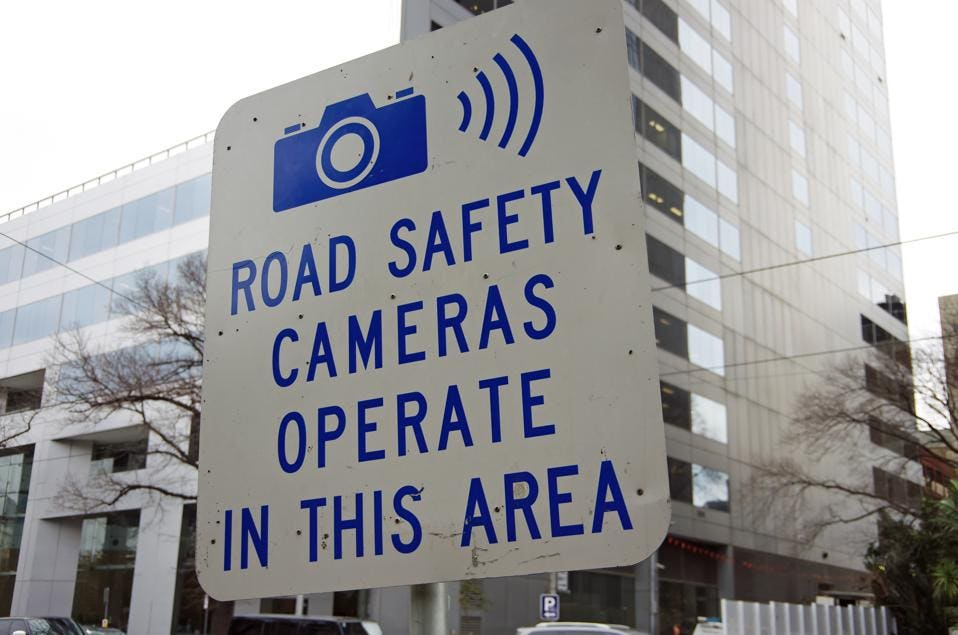 ROAD SAFETY
CAMERAS
OPERATE
IN THIS AREA
P